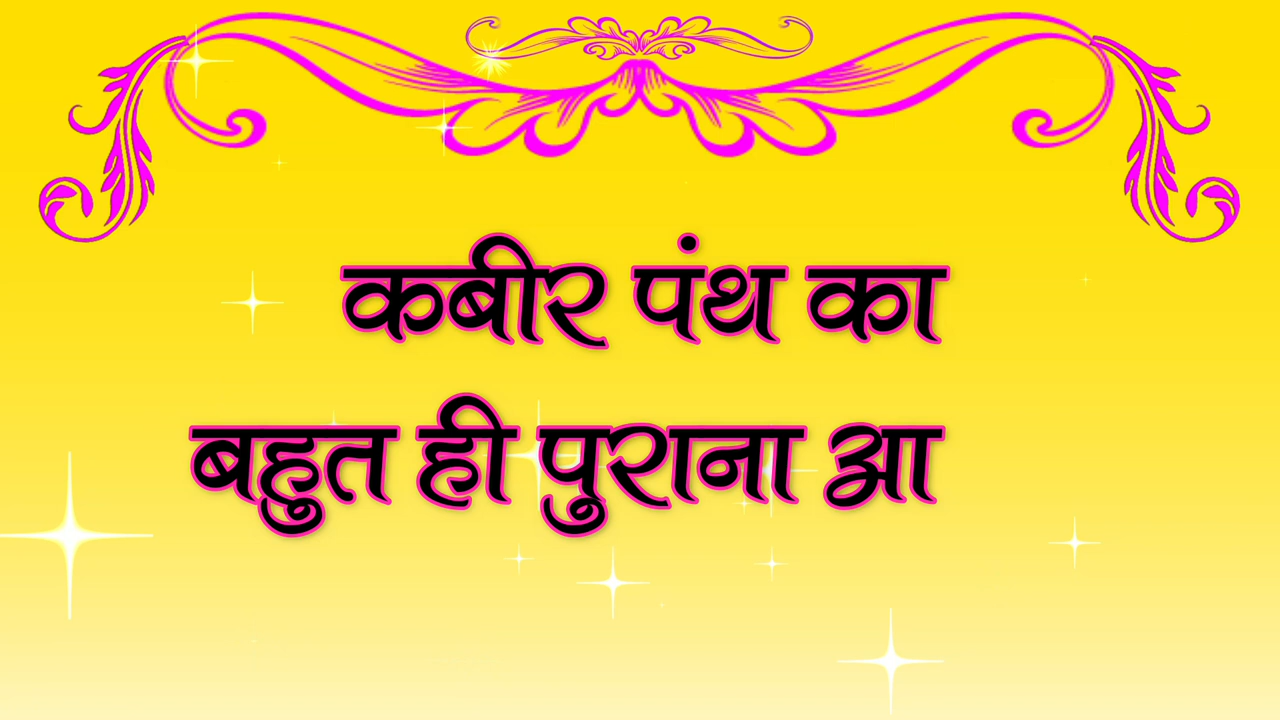 कबीर पंथ का
बहुत ही पुराना आ